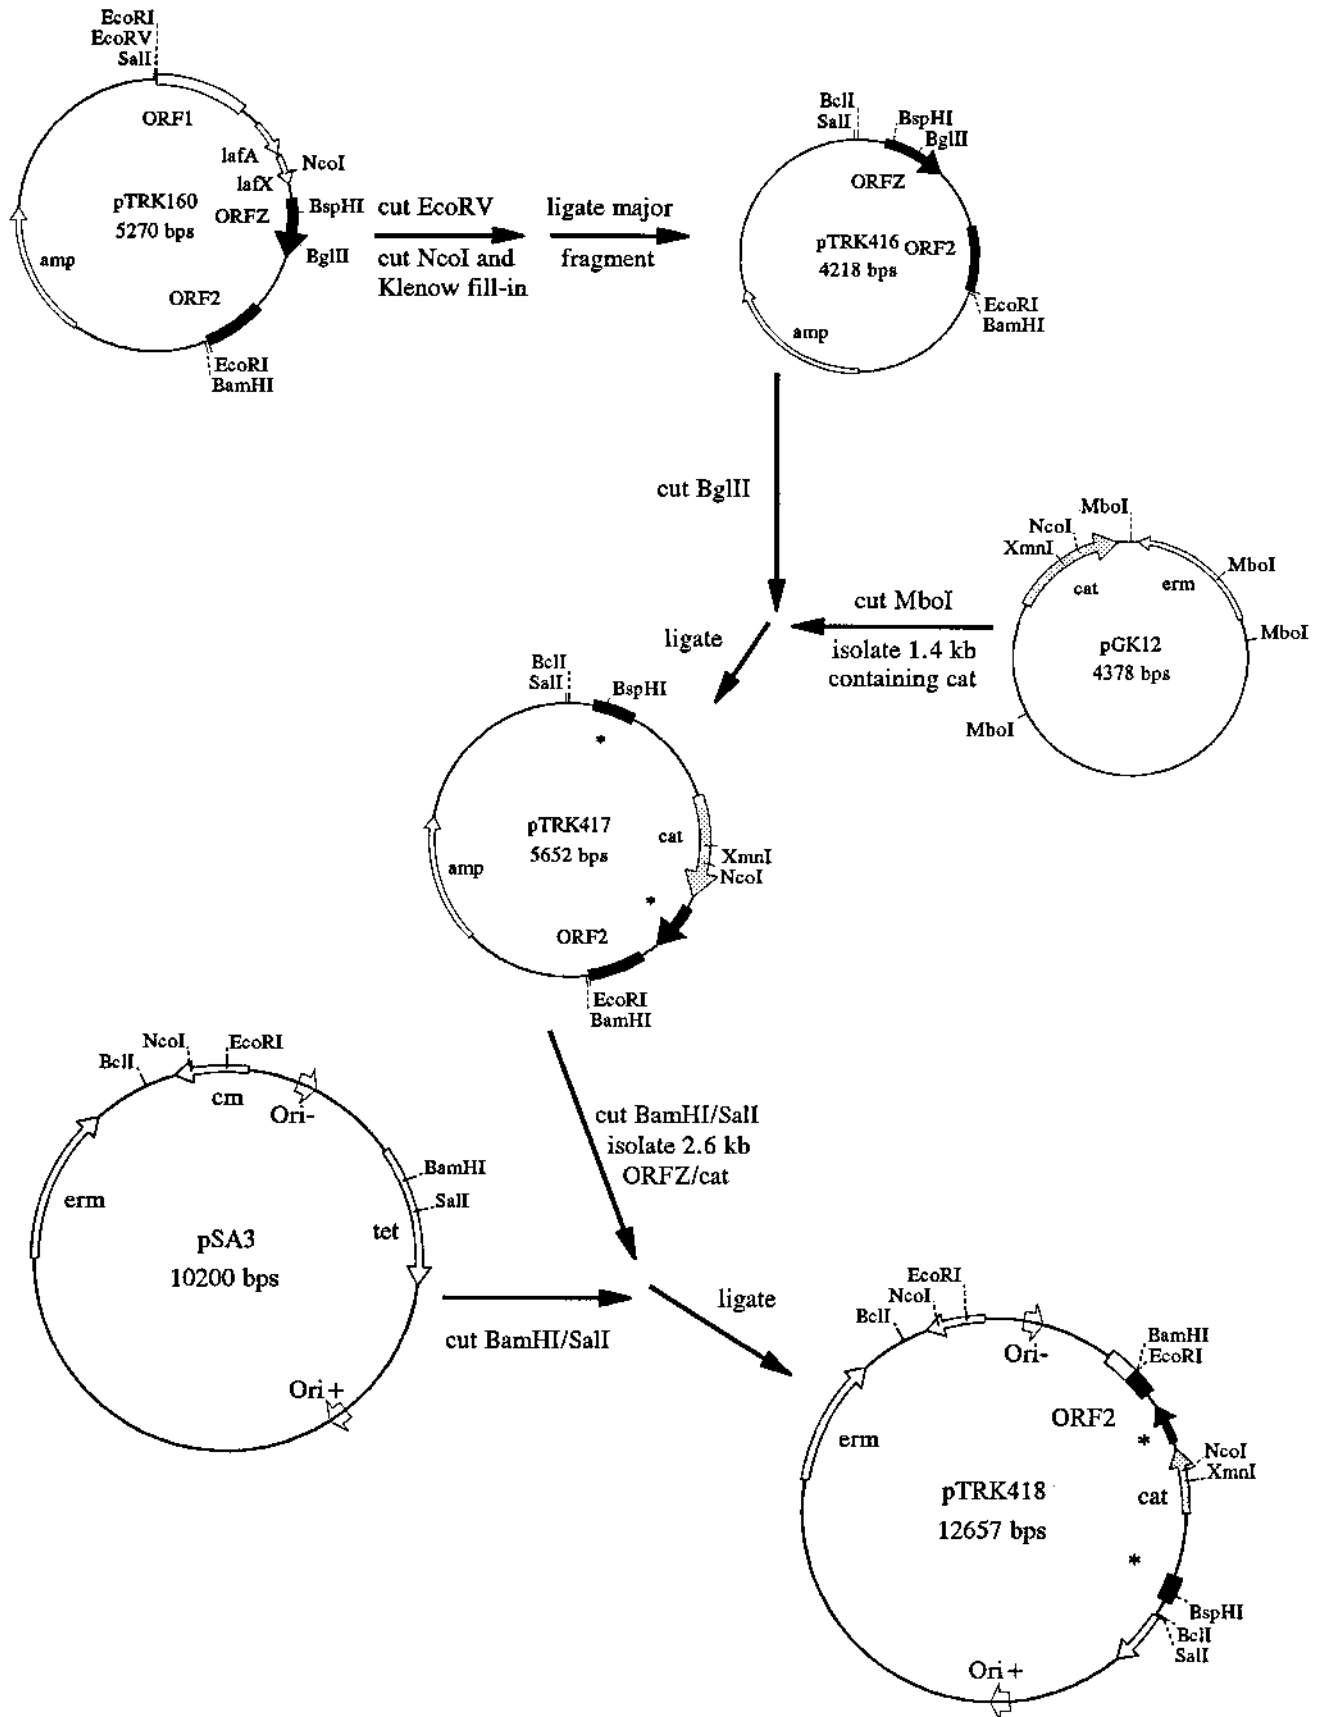 EcoRI
EcoRV
SalI
ORF1
lafA
NcoI
lafX
pTRK160
5270 bps
ORFZ
BspHI
BglII
amp
ORF2
EcoRI
BamHI
cut EcoRV
cut NcoI and
Klenow fill-in
ligate major
fragment
BclI
SalI
BspHI
BglII
ORFZ
pTRK416
4218 bps
ORF2
EcoRI
BamHI
amp
cut BglII
MboI
NcoI
XmnI
cat
erm
MboI
MboI
pGK12
4378 bps
MboI
cut MboI
isolate 1.4 kb
containing cat
ligate
BclI
SalI
BspHI
*
pTRK417
5652 bps
cat
XmnI
NcoI
amp
*
ORF2
EcoRI
BamHI
NcoI
EcoRI
BclI
cm
Ori-
BamHI
SalI
erm
tet
pSA3
10200 bps
Ori+
cut BamHI/SalI
isolate 2.6 kb
ORFZ/cat
cut BamHI/SalI
ligate
EcoRI
NcoI
BclI
Ori-
BamHI
EcoRI
ORF2
erm
*
NcoI
XmnI
cat
pTRK418
12657 bps
*
BspHI
BclI
SalI
Ori+